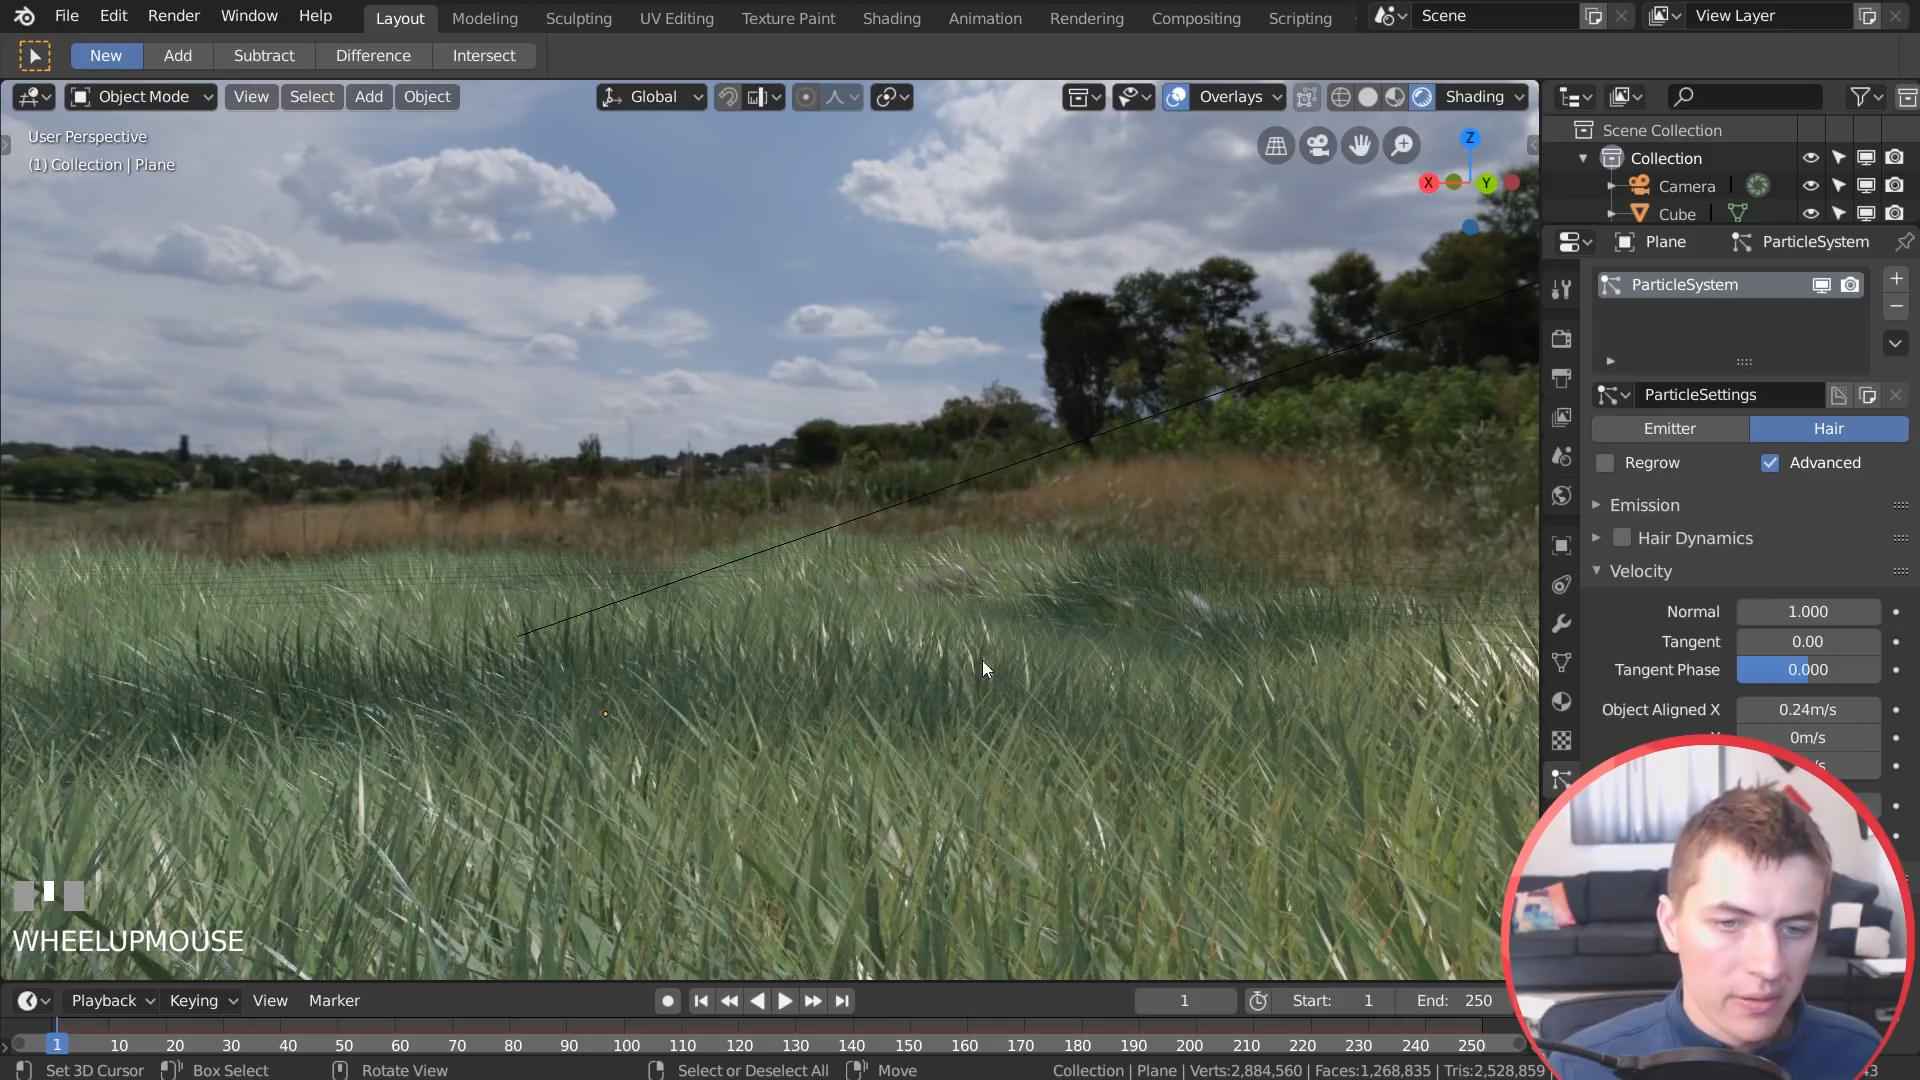 File Edit Render Window Help Layout Modeling Sculpting UV Editing Texture Paint Shading Animation Rendering Compositing Scripting Scene View Layer
New Add Subtract Difference Intersect
Object Mode View Select Add Object Global Overlays Shading
User Perspective
(1) Collection | Plane
Z
X Y
Scene Collection
Collection
Camera
Cube
Plane ParticleSystem
ParticleSystem
ParticleSettings
Emitter Hair
Regrow Advanced
Emission
Hair Dynamics
Velocity
Normal 1.000
Tangent 0.00
Tangent Phase 0.000
Object Aligned X 0.24m/s
Y 0m/s
WHEELUPMOUSE
Playback Keying View Marker 1 Start: 1 End: 250
1 10 20 30 40 50 60 70 80 90 100 110 120 130 140 150 160 170 180 190 200 210 220 230 240 250
Set 3D Cursor Box Select Rotate View Select or Deselect All Move Collection | Plane | Verts:2,884,560 | Faces:1,268,835 | Tris:2,528,859